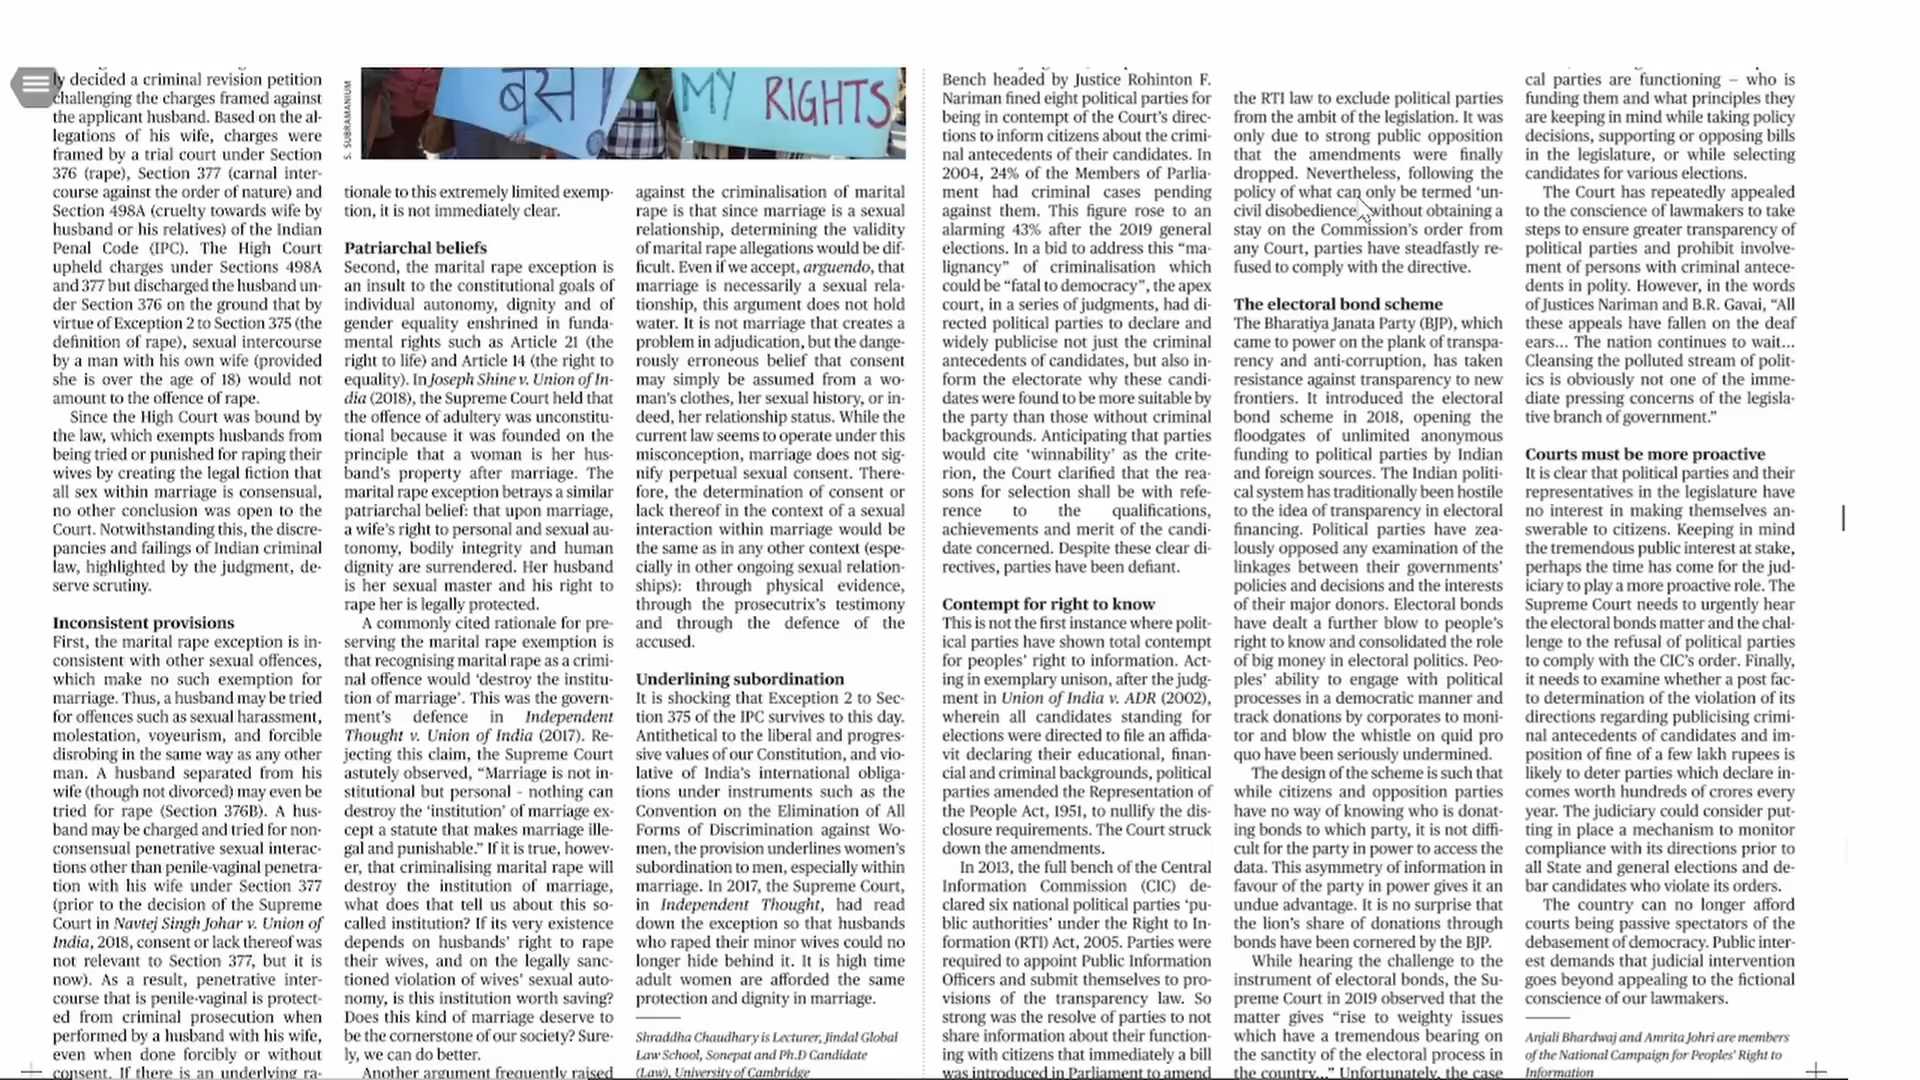 ly decided a criminal revision petition
challenging the charges framed against
the applicant husband. Based on the al-
legations of his wife, charges were
framed by a trial court under Section
376 (rape), Section 377 (carnal inter-
course against the order of nature) and
Section 498A (cruelty towards wife by
husband or his relatives) of the Indian
Penal Code (IPC). The High Court
upheld charges under Sections 498A
and 377 but discharged the husband un-
der Section 376 on the ground that by
virtue of Exception 2 to Section 375 (the
definition of rape), sexual intercourse
by a man with his own wife (provided
she is over the age of 18) would not
amount to the offence of rape.
Since the High Court was bound by
the law, which exempts husbands from
being tried or punished for raping their
wives by creating the legal fiction that
all sex within marriage is consensual,
no other conclusion was open to the
Court. Notwithstanding this, the discre-
pancies and failings of Indian criminal
law, highlighted by the judgment, de-
serve scrutiny.
Inconsistent provisions
First, the marital rape exception is in-
consistent with other sexual offences,
which make no such exemption for
marriage. Thus, a husband may be tried
for offences such as sexual harassment,
molestation, voyeurism, and forcible
disrobing in the same way as any other
man. A husband separated from his
wife (though not divorced) may even be
tried for rape (Section 376B). A hus-
band may be charged and tried for non-
consensual penetrative sexual interac-
tions other than penile-vaginal penetra-
tion with his wife under Section 377
(prior to the decision of the Supreme
Court in Navtej Singh Johar v. Union of
India, 2018, consent or lack thereof was
not relevant to Section 377, but it is
now). As a result, penetrative inter-
course that is penile-vaginal is protect-
ed from criminal prosecution when
performed by a husband with his wife,
even when done forcibly or without
consent. If there is an underlying ra-
S. SUBRAMANIUM
बस !
MY RIGHTS
tionale to this extremely limited exemp-
tion, it is not immediately clear.
Patriarchal beliefs
Second, the marital rape exception is
an insult to the constitutional goals of
individual autonomy, dignity and of
gender equality enshrined in funda-
mental rights such as Article 21 (the
right to life) and Article 14 (the right to
equality). In Joseph Shine v. Union of In-
dia (2018), the Supreme Court held that
the offence of adultery was unconstitu-
tional because it was founded on the
principle that a woman is her hus-
band's property after marriage. The
marital rape exception betrays a similar
patriarchal belief: that upon marriage,
a wife's right to personal and sexual au-
tonomy, bodily integrity and human
dignity are surrendered. Her husband
is her sexual master and his right to
rape her is legally protected.
A commonly cited rationale for pre-
serving the marital rape exemption is
that recognising marital rape as a crimi-
nal offence would ‘destroy the institu-
tion of marriage’. This was the govern-
ment's defence in Independent
Thought v. Union of India (2017). Re-
jecting this claim, the Supreme Court
astutely observed, “Marriage is not in-
stitutional but personal - nothing can
destroy the ‘institution’ of marriage ex-
cept a statute that makes marriage ille-
gal and punishable.” If it is true, howev-
er, that criminalising marital rape will
destroy the institution of marriage,
what does that tell us about this so-
called institution? If its very existence
depends on husbands' right to rape
their wives, and on the legally sanc-
tioned violation of wives' sexual auto-
nomy, is this institution worth saving?
Does this kind of marriage deserve to
be the cornerstone of our society? Sure-
ly, we can do better.
Another argument frequently raised
against the criminalisation of marital
rape is that since marriage is a sexual
relationship, determining the validity
of marital rape allegations would be dif-
ficult. Even if we accept, arguendo, that
marriage is necessarily a sexual rela-
tionship, this argument does not hold
water. It is not marriage that creates a
problem in adjudication, but the dange-
rously erroneous belief that consent
may simply be assumed from a wo-
man's clothes, her sexual history, or in-
deed, her relationship status. While the
current law seems to operate under this
misconception, marriage does not sig-
nify perpetual sexual consent. There-
fore, the determination of consent or
lack thereof in the context of a sexual
interaction within marriage would be
the same as in any other context (espe-
cially in other ongoing sexual relation-
ships): through physical evidence,
through the prosecutrix's testimony
and through the defence of the
accused.
Underlining subordination
It is shocking that Exception 2 to Sec-
tion 375 of the IPC survives to this day.
Antithetical to the liberal and progres-
sive values of our Constitution, and vio-
lative of India's international obliga-
tions under instruments such as the
Convention on the Elimination of All
Forms of Discrimination against Wo-
men, the provision underlines women's
subordination to men, especially within
marriage. In 2017, the Supreme Court,
in Independent Thought, had read
down the exception so that husbands
who raped their minor wives could no
longer hide behind it. It is high time
adult women are afforded the same
protection and dignity in marriage.
Shraddha Chaudhary is Lecturer, Jindal Global
Law School, Sonepat and Ph.D Candidate
(Law), University of Cambridge
Bench headed by Justice Rohinton F.
Nariman fined eight political parties for
being in contempt of the Court's direc-
tions to inform citizens about the crimi-
nal antecedents of their candidates. In
2004, 24% of the Members of Parlia-
ment had criminal cases pending
against them. This figure rose to an
alarming 43% after the 2019 general
elections. In a bid to address this “ma-
lignancy” of criminalisation which
could be “fatal to democracy”, the apex
court, in a series of judgments, had di-
rected political parties to declare and
widely publicise not just the criminal
antecedents of candidates, but also in-
form the electorate why these candi-
dates were found to be more suitable by
the party than those without criminal
backgrounds. Anticipating that parties
would cite ‘winnability’ as the crite-
rion, the Court clarified that the rea-
sons for selection shall be with refe-
rence to the qualifications,
achievements and merit of the candi-
date concerned. Despite these clear di-
rectives, parties have been defiant.
Contempt for right to know
This is not the first instance where polit-
ical parties have shown total contempt
for peoples' right to information. Act-
ing in exemplary unison, after the judg-
ment in Union of India v. ADR (2002),
wherein all candidates standing for
elections were directed to file an affida-
vit declaring their educational, finan-
cial and criminal backgrounds, political
parties amended the Representation of
the People Act, 1951, to nullify the dis-
closure requirements. The Court struck
down the amendments.
In 2013, the full bench of the Central
Information Commission (CIC) de-
clared six national political parties ‘pu-
blic authorities’ under the Right to In-
formation (RTI) Act, 2005. Parties were
required to appoint Public Information
Officers and submit themselves to pro-
visions of the transparency law. So
strong was the resolve of parties to not
share information about their function-
ing with citizens that immediately a bill
was introduced in Parliament to amend
the RTI law to exclude political parties
from the ambit of the legislation. It was
only due to strong public opposition
that the amendments were finally
dropped. Nevertheless, following the
policy of what can only be termed ‘un-
civil disobedience’, without obtaining a
stay on the Commission's order from
any Court, parties have steadfastly re-
fused to comply with the directive.
The electoral bond scheme
The Bharatiya Janata Party (BJP), which
came to power on the plank of transpa-
rency and anti-corruption, has taken
resistance against transparency to new
frontiers. It introduced the electoral
bond scheme in 2018, opening the
floodgates of unlimited anonymous
funding to political parties by Indian
and foreign sources. The Indian politi-
cal system has traditionally been hostile
to the idea of transparency in electoral
financing. Political parties have zea-
lously opposed any examination of the
linkages between their governments'
policies and decisions and the interests
of their major donors. Electoral bonds
have dealt a further blow to people's
right to know and consolidated the role
of big money in electoral politics. Peo-
ples' ability to engage with political
processes in a democratic manner and
track donations by corporates to moni-
tor and blow the whistle on quid pro
quo have been seriously undermined.
The design of the scheme is such that
while citizens and opposition parties
have no way of knowing who is donat-
ing bonds to which party, it is not diffi-
cult for the party in power to access the
data. This asymmetry of information in
favour of the party in power gives it an
undue advantage. It is no surprise that
the lion's share of donations through
bonds have been cornered by the BJP.
While hearing the challenge to the
instrument of electoral bonds, the Su-
preme Court in 2019 observed that the
matter gives “rise to weighty issues
which have a tremendous bearing on
the sanctity of the electoral process in
the country...” Unfortunately, the case
cal parties are functioning – who is
funding them and what principles they
are keeping in mind while taking policy
decisions, supporting or opposing bills
in the legislature, or while selecting
candidates for various elections.
The Court has repeatedly appealed
to the conscience of lawmakers to take
steps to ensure greater transparency of
political parties and prohibit involve-
ment of persons with criminal antece-
dents in polity. However, in the words
of Justices Nariman and B.R. Gavai, “All
these appeals have fallen on the deaf
ears... The nation continues to wait...
Cleansing the polluted stream of polit-
ics is obviously not one of the imme-
diate pressing concerns of the legisla-
tive branch of government.”
Courts must be more proactive
It is clear that political parties and their
representatives in the legislature have
no interest in making themselves an-
swerable to citizens. Keeping in mind
the tremendous public interest at stake,
perhaps the time has come for the jud-
iciary to play a more proactive role. The
Supreme Court needs to urgently hear
the electoral bonds matter and the chal-
lenge to the refusal of political parties
to comply with the CIC's order. Finally,
it needs to examine whether a post fac-
to determination of the violation of its
directions regarding publicising crimi-
nal antecedents of candidates and im-
position of fine of a few lakh rupees is
likely to deter parties which declare in-
comes worth hundreds of crores every
year. The judiciary could consider put-
ting in place a mechanism to monitor
compliance with its directions prior to
all State and general elections and de-
bar candidates who violate its orders.
The country can no longer afford
courts being passive spectators of the
debasement of democracy. Public inter-
est demands that judicial intervention
goes beyond appealing to the fictional
conscience of our lawmakers.
Anjali Bhardwaj and Amrita Johri are members
of the National Campaign for Peoples' Right to
Information